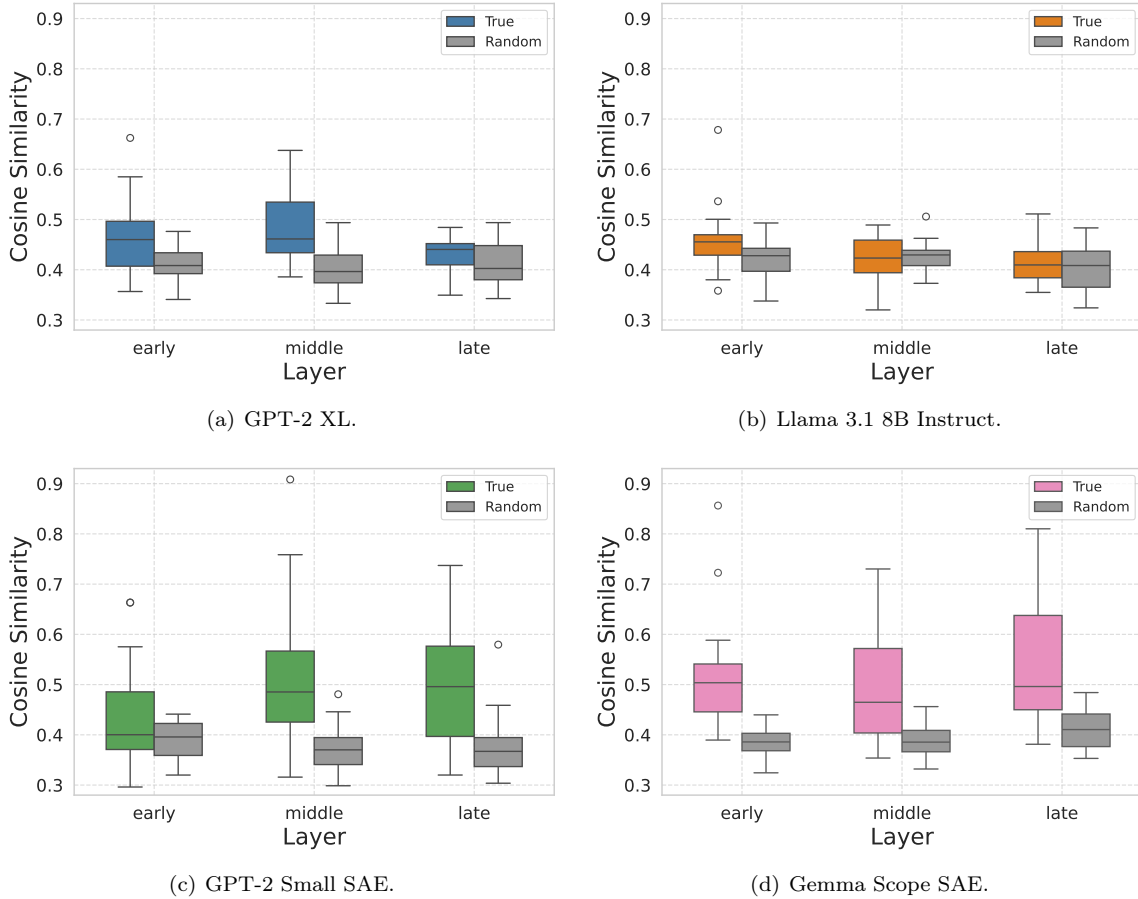 0.9
0.8
0.7
0.6
0.5
0.4
0.3
Cosine Similarity
True
Random
early
middle
late
Layer
(a) GPT-2 XL.
0.9
0.8
0.7
0.6
0.5
0.4
0.3
Cosine Similarity
True
Random
early
middle
late
Layer
(b) Llama 3.1 8B Instruct.
0.9
0.8
0.7
0.6
0.5
0.4
0.3
Cosine Similarity
True
Random
early
middle
late
Layer
(c) GPT-2 Small SAE.
0.9
0.8
0.7
0.6
0.5
0.4
0.3
Cosine Similarity
True
Random
early
middle
late
Layer
(d) Gemma Scope SAE.